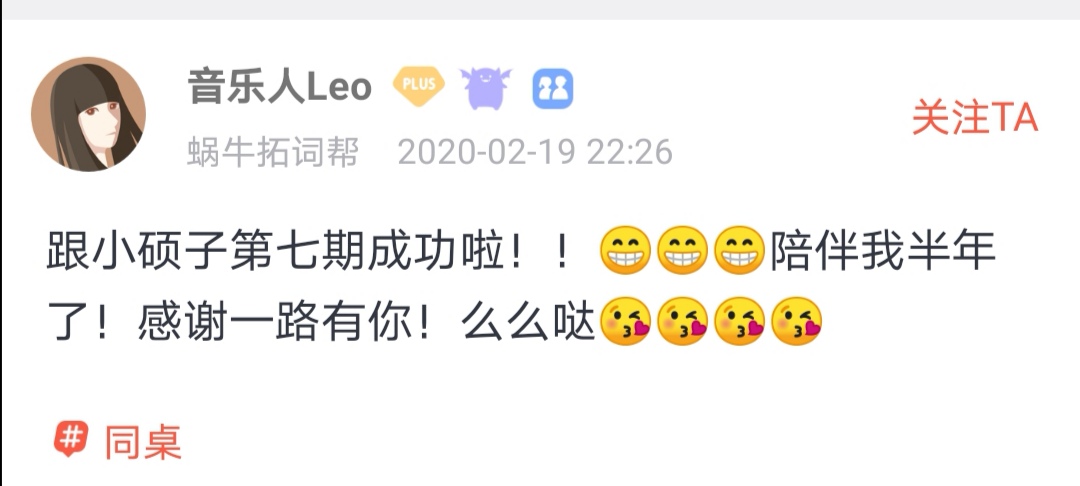 音乐人Leo PLUS
关注TA
蜗牛拓词帮 2020-02-19 22:26
跟小硕子第七期成功啦！！😁😁😁陪伴我半年
了！感谢一路有你！么么哒😘😘😘😘
# 同桌